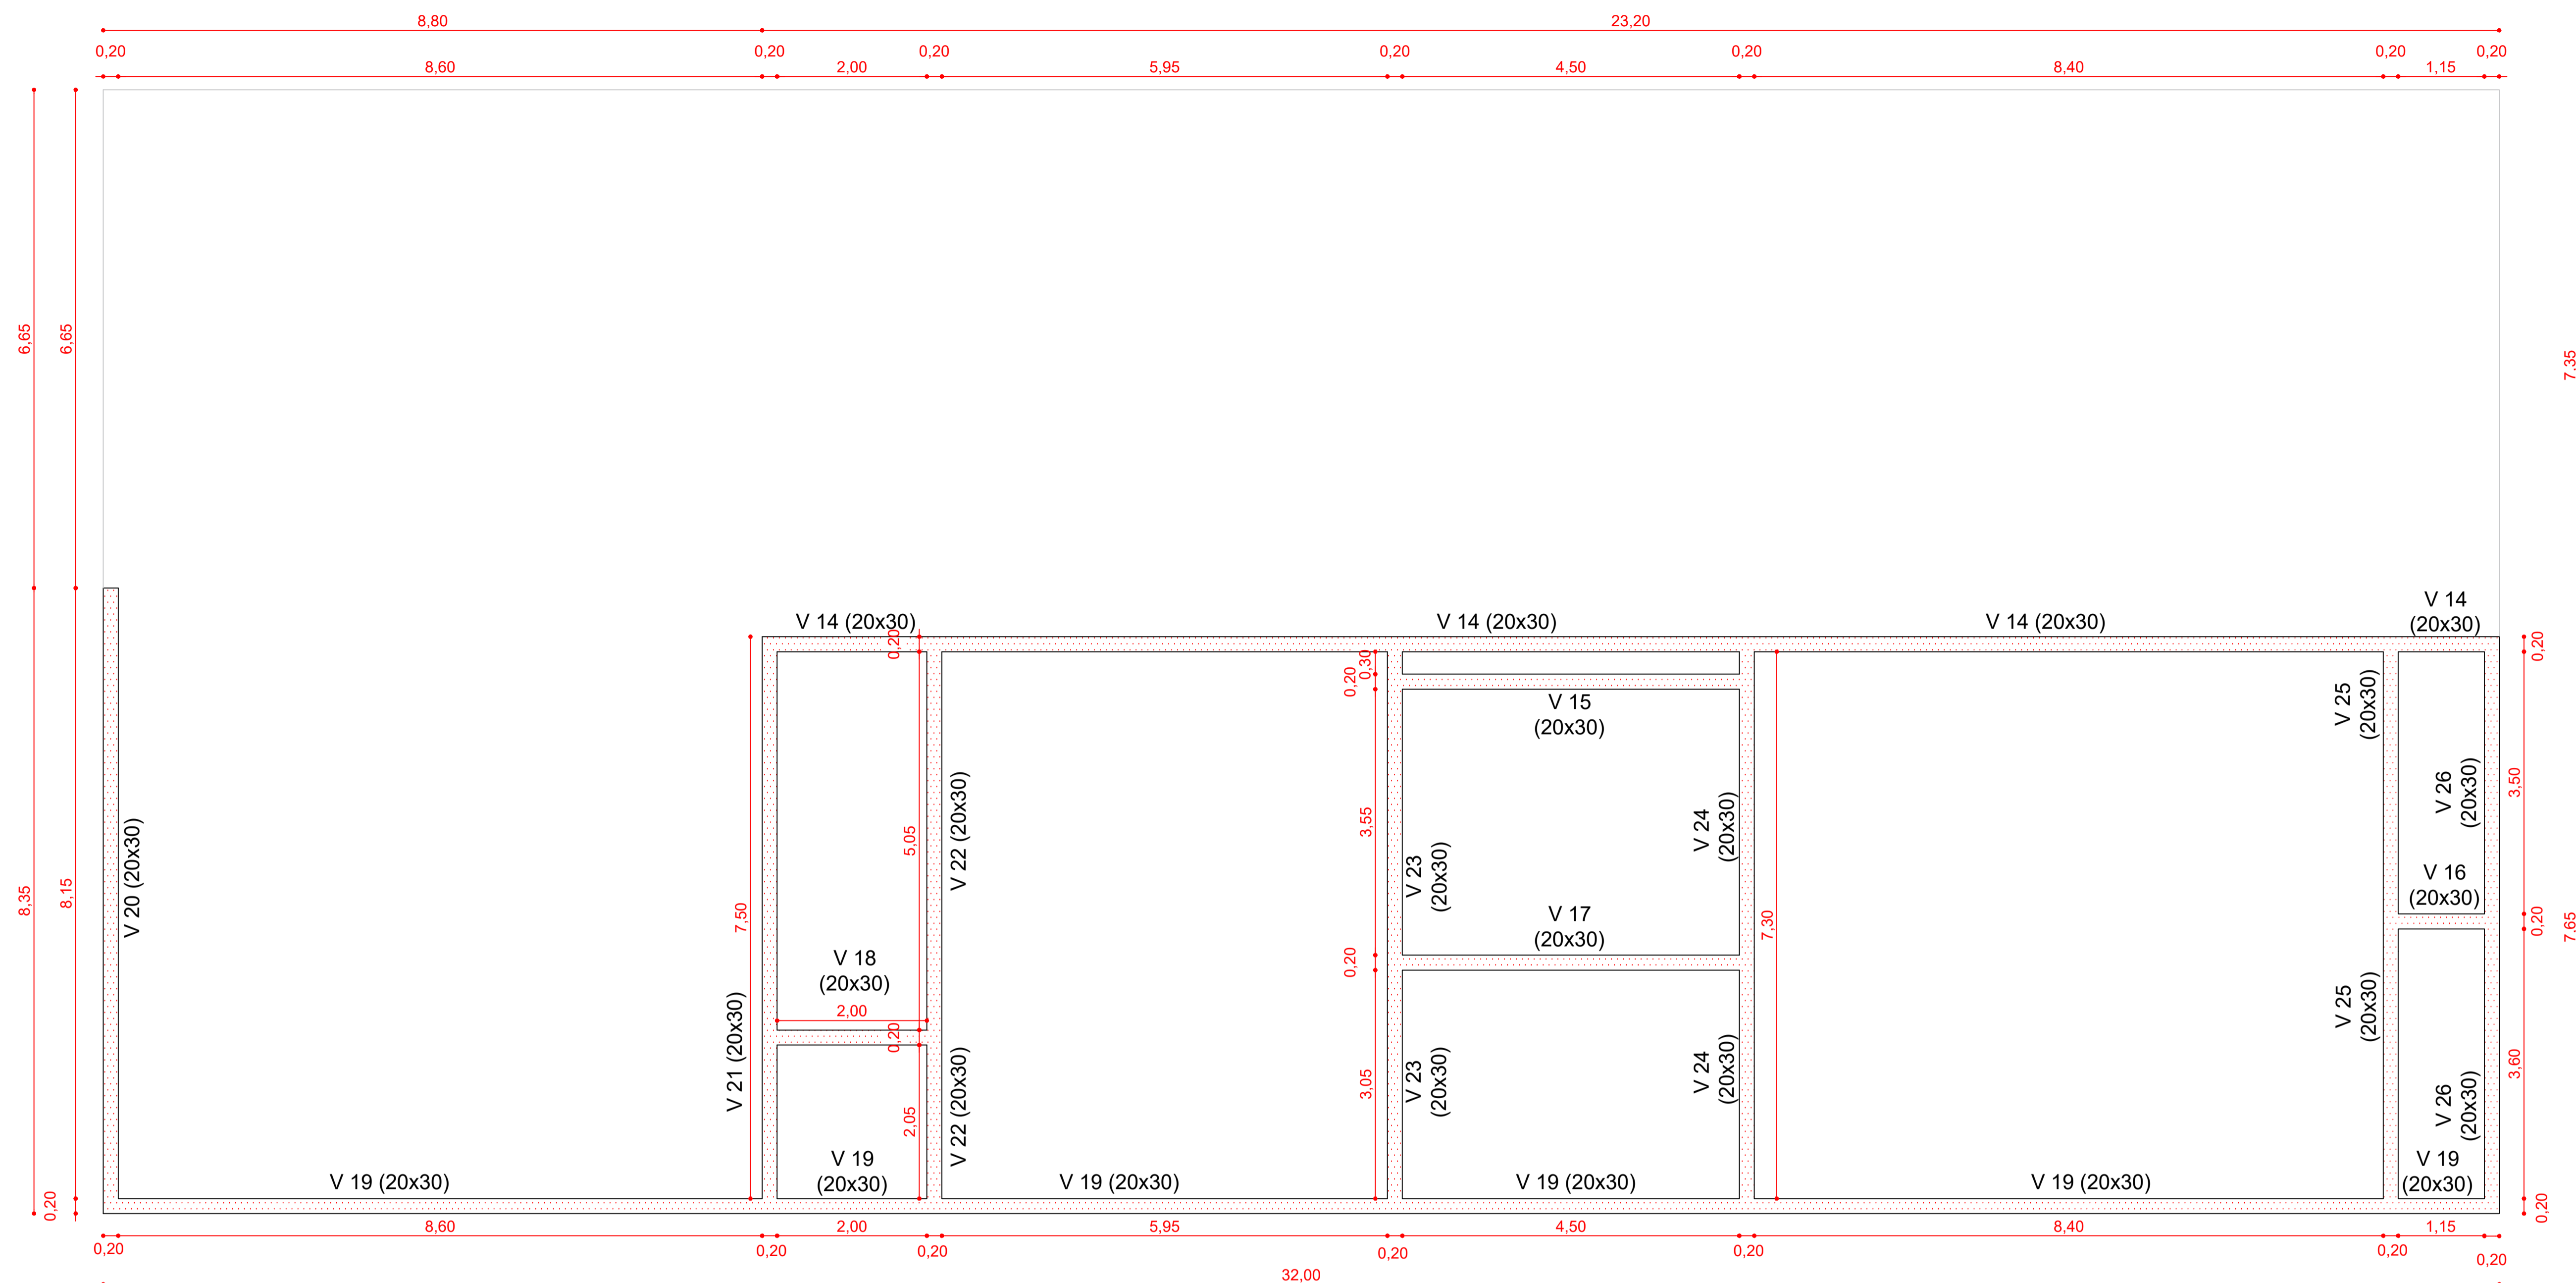 8,80
23,20
0,20
0,20
0,20
0,20
0,20
0,20
0,20
8,60
2,00
5,95
4,50
8,40
1,15
6,65
6,65
7,35
V 14 (20x30)
V 14 (20x30)
V 14 (20x30)
V 14
(20x30)
0,20
0,20
0,30
0,20
V 15
(20x30)
V 25
(20x30)
8,35
8,15
V 20 (20x30)
7,50
5,05
V 22 (20x30)
3,55
V 23
(20x30)
V 24
(20x30)
7,30
V 26
(20x30)
3,50
V 16
(20x30)
0,20
7,65
V 17
(20x30)
0,20
V 18
(20x30)
2,00
0,20
V 21 (20x30)
2,05
V 22 (20x30)
3,05
V 23
(20x30)
V 24
(20x30)
V 25
(20x30)
V 26
(20x30)
3,60
V 19 (20x30)
V 19
(20x30)
V 19 (20x30)
V 19 (20x30)
V 19 (20x30)
V 19
(20x30)
0,20
0,20
8,60
2,00
5,95
4,50
8,40
1,15
0,20
0,20
0,20
0,20
0,20
0,20
0,20
32,00